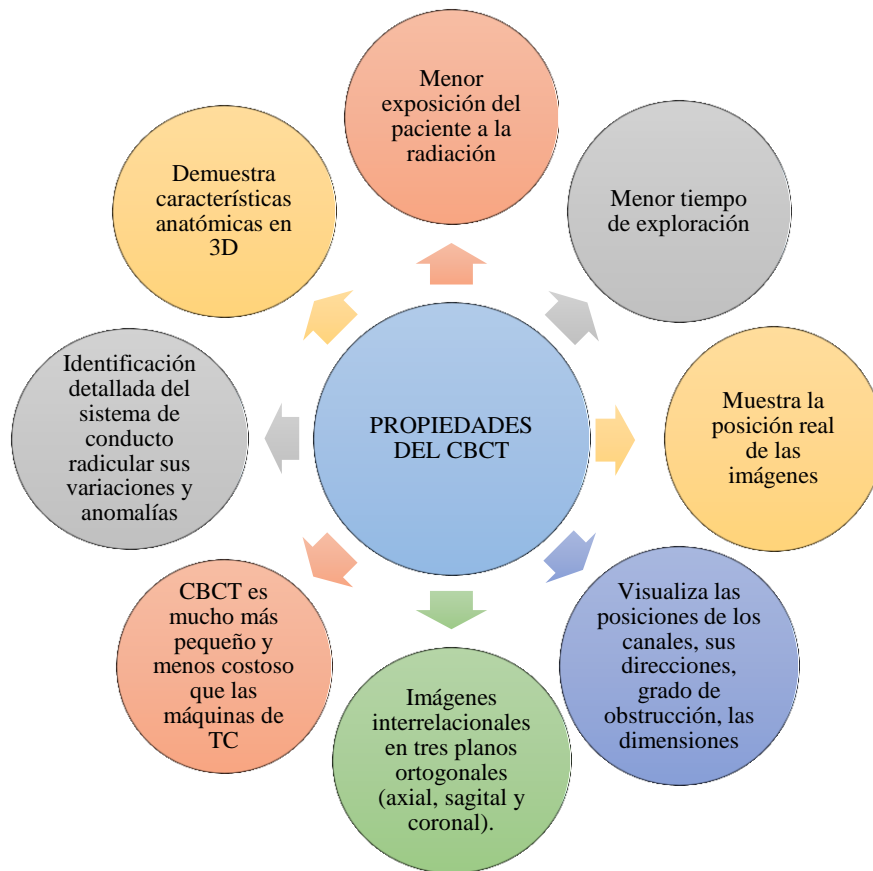 Menor
exposición del
paciente a la
radiación
Menor tiempo
de exploración
Muestra la
posición real
de las
imágenes
Visualiza las
posiciones de los
canales, sus
direcciones,
grado de
obstrucción, las
dimensiones
Imágenes
interrelacionales
en tres planos
ortogonales
(axial, sagital y
coronal).
CBCT es
mucho más
pequeño y
menos costoso
que las
máquinas de
TC
Identificación
detallada del
sistema de
conducto
radicular sus
variaciones y
anomalías
Demuestra
características
anatómicas en
3D
PROPIEDADES
DEL CBCT